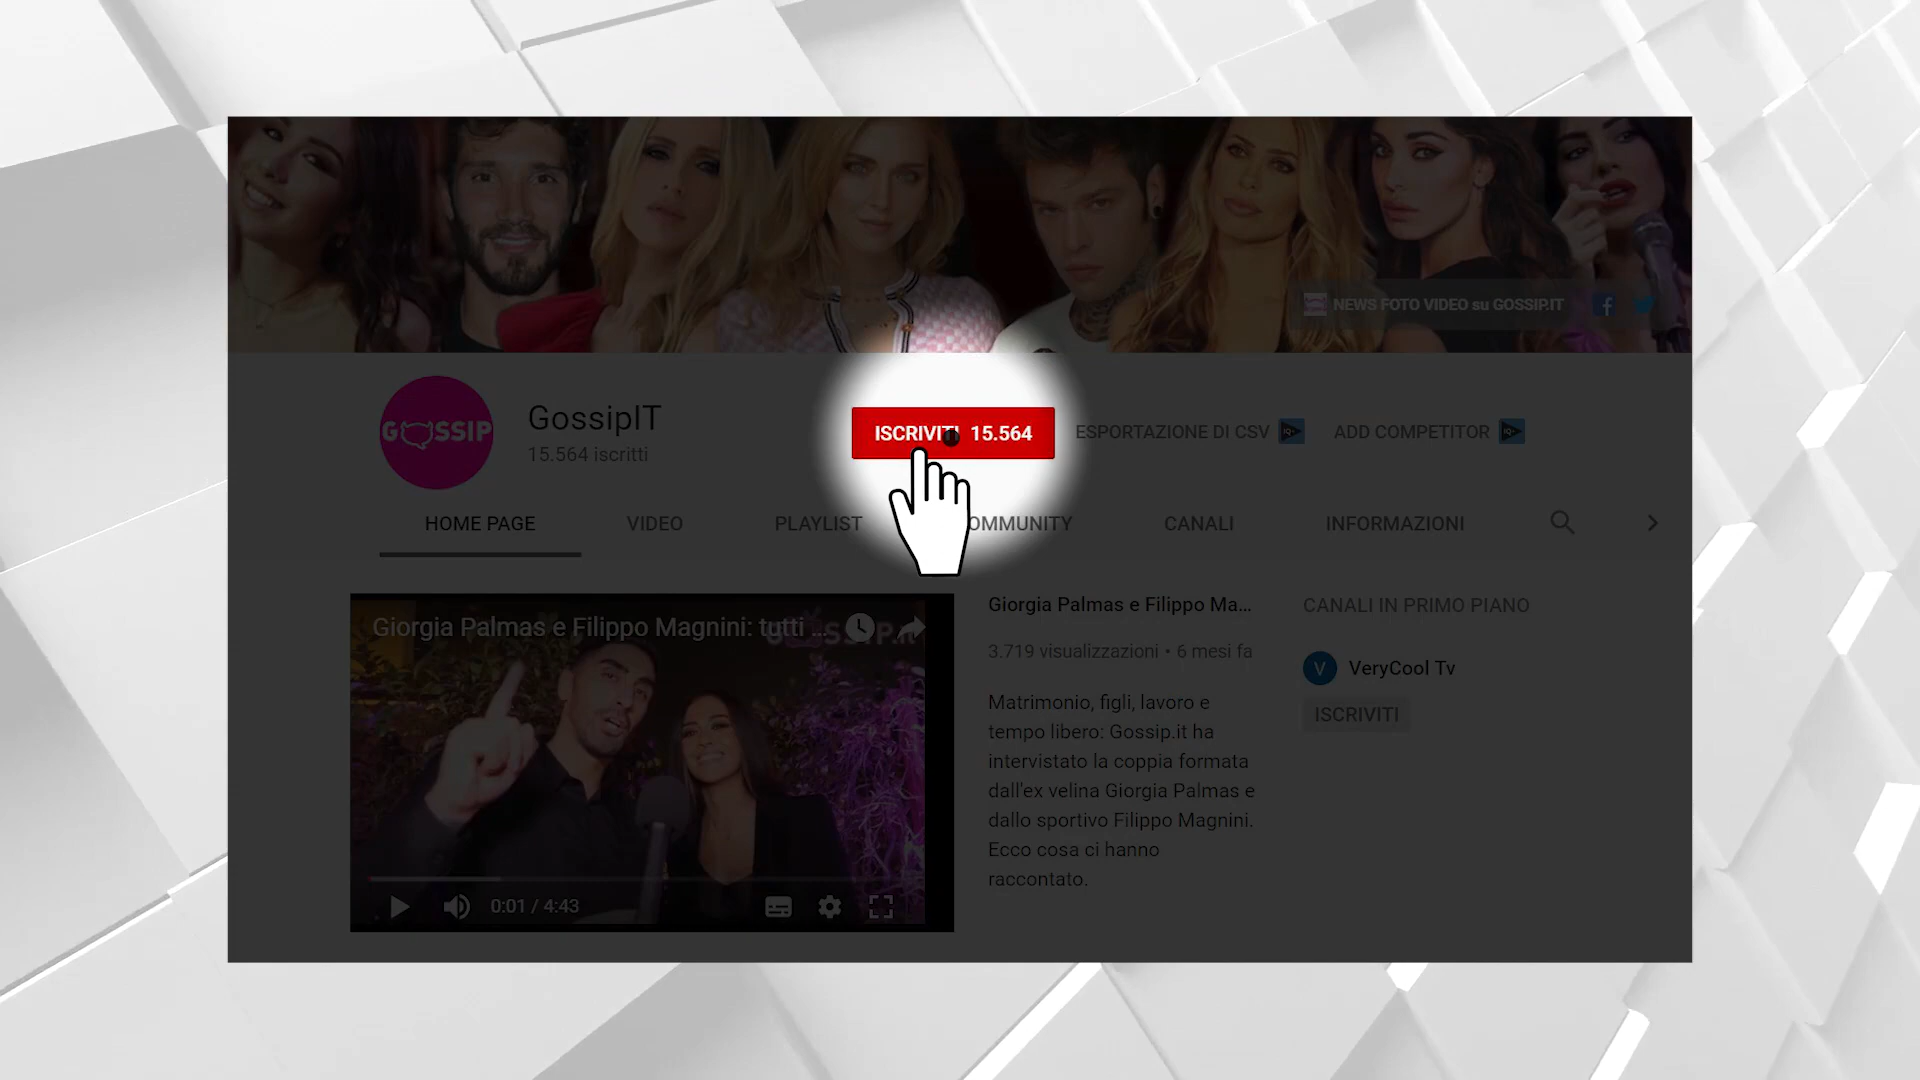 NEWS FOTO VIDEO su GOSSIP.IT
GOSSIP
GossipIT
15.564 iscritti
ISCRIVITI 15.564
ESPORTAZIONE DI CSV
ADD COMPETITOR
HOME PAGE
VIDEO
PLAYLIST
OMMUNITY
CANALI
INFORMAZIONI
Giorgia Palmas e Filippo Magnini: tutti ...
0:01 / 4:43
Giorgia Palmas e Filippo Ma...
3.719 visualizzazioni • 6 mesi fa
Matrimonio, figli, lavoro e
tempo libero: Gossip.it ha
intervistato la coppia formata
dall'ex velina Giorgia Palmas e
dallo sportivo Filippo Magnini.
Ecco cosa ci hanno
raccontato.
CANALI IN PRIMO PIANO
V
VeryCool Tv
ISCRIVITI